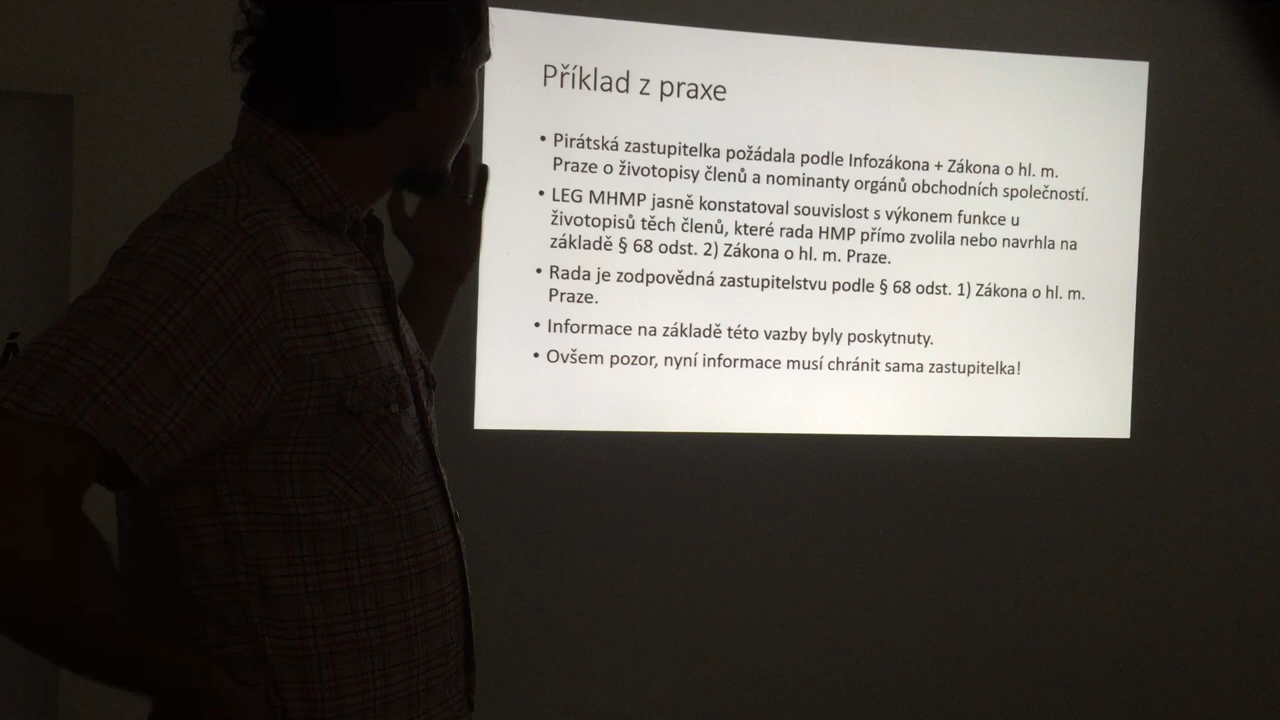 Příklad z praxe
• Pirátská zastupitelka požádala podle Infozákona + Zákona o hl. m.
Praze o životopisy členů a nominanty orgánů obchodních společností.
• LEG MHMP jasně konstatoval souvislost s výkonem funkce u
životopisů těch členů, které rada HMP přímo zvolila nebo navrhla na
základě § 68 odst. 2) Zákona o hl. m. Praze.
• Rada je zodpovědná zastupitelstvu podle § 68 odst. 1) Zákona o hl. m.
Praze.
• Informace na základě této vazby byly poskytnuty.
• Ovšem pozor, nyní informace musí chránit sama zastupitelka!